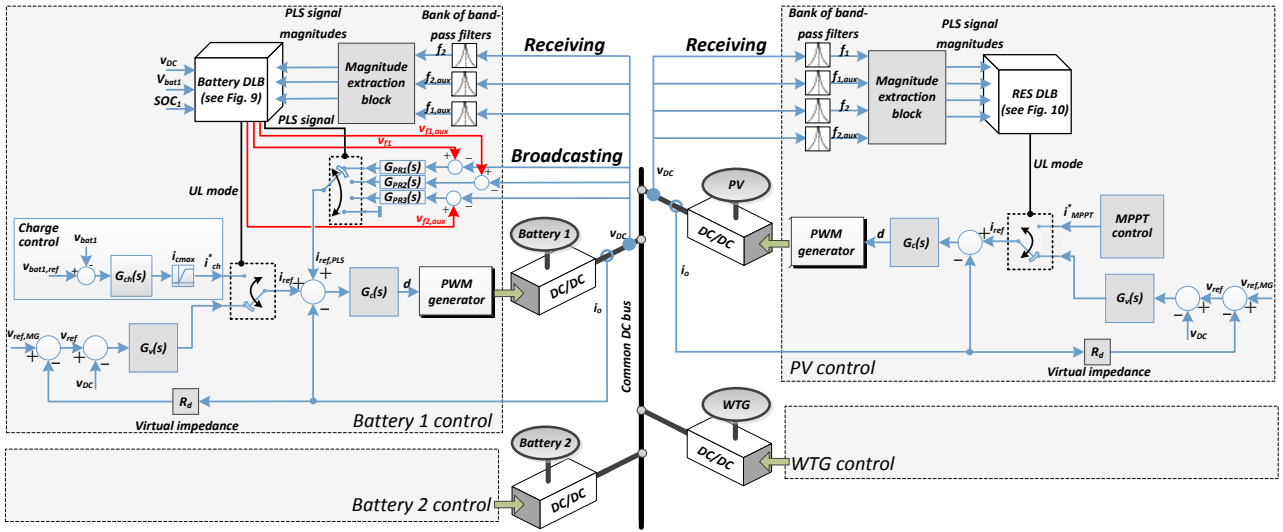 PLS signal
magnitudes
Bank of band-
pass filters
Receiving
f2
f2,aux
f1,aux
Magnitude
extraction
block
vDC
Vbat1
SOC1
Battery DLB
(see Fig. 9)
PLS signal
vf1,aux
vf1
vf2,aux
Broadcasting
UL mode
GPR1(s)
GPR2(s)
GPR3(s)
+
−
+
−
+
−
Charge
control
vbat1
vbat1,ref
+
−
Gch(s)
icmax
i*ch
iref
iref,PLS
+
+
−
Gc(s)
d
PWM
generator
Battery 1
DC/DC
vDC
io
vref,MG
+
−
vref
+
−
vDC
Gv(s)
Rd
Virtual impedance
Battery 1 control
Battery 2 control
Battery 2
DC/DC
Common DC bus
Receiving
Bank of band-
pass filters
PLS signal
magnitudes
f1
f1,aux
f2
f2,aux
Magnitude
extraction
block
RES DLB
(see Fig. 10)
UL mode
vDC
PV
DC/DC
io
PWM
generator
d
Gc(s)
+
−
iref
i*MPPT
MPPT
control
Gv(s)
−
+
vref
vDC
+
−
vref,MG
Rd
Virtual impedance
PV control
WTG
DC/DC
WTG control